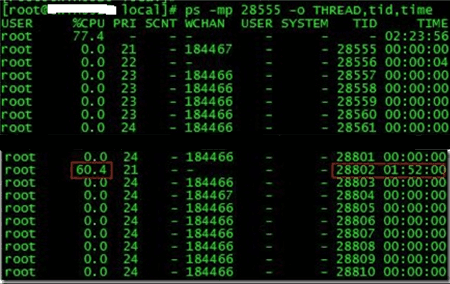 [root@ local]# ps -mp 28555 -o THREAD,tid,time
USER %CPU PRI SCNT WCHAN USER SYSTEM TID TIME
root 77.4 - - - - - - 02:23:56
root 0.0 21 - 184467 - - 28555 00:00:00
root 0.0 22 - - - - 28556 00:00:04
root 0.0 23 - 184466 - - 28557 00:00:00
root 0.0 23 - 184466 - - 28558 00:00:00
root 0.0 23 - 184466 - - 28559 00:00:00
root 0.0 23 - 184466 - - 28560 00:00:00
root 0.0 24 - 184466 - - 28561 00:00:00
root 0.0 24 - 184466 - - 28801 00:00:00
root 60.4 21 - - - - 28802 01:52:00
root 0.0 24 - 184466 - - 28803 00:00:00
root 0.0 24 - 184467 - - 28804 00:00:00
root 0.0 24 - 184466 - - 28805 00:00:00
root 0.0 24 - 184466 - - 28806 00:00:00
root 0.0 24 - 184466 - - 28807 00:00:00
root 0.0 24 - 184466 - - 28808 00:00:00
root 0.0 24 - 184466 - - 28809 00:00:00
root 0.0 24 - 184466 - - 28810 00:00:00